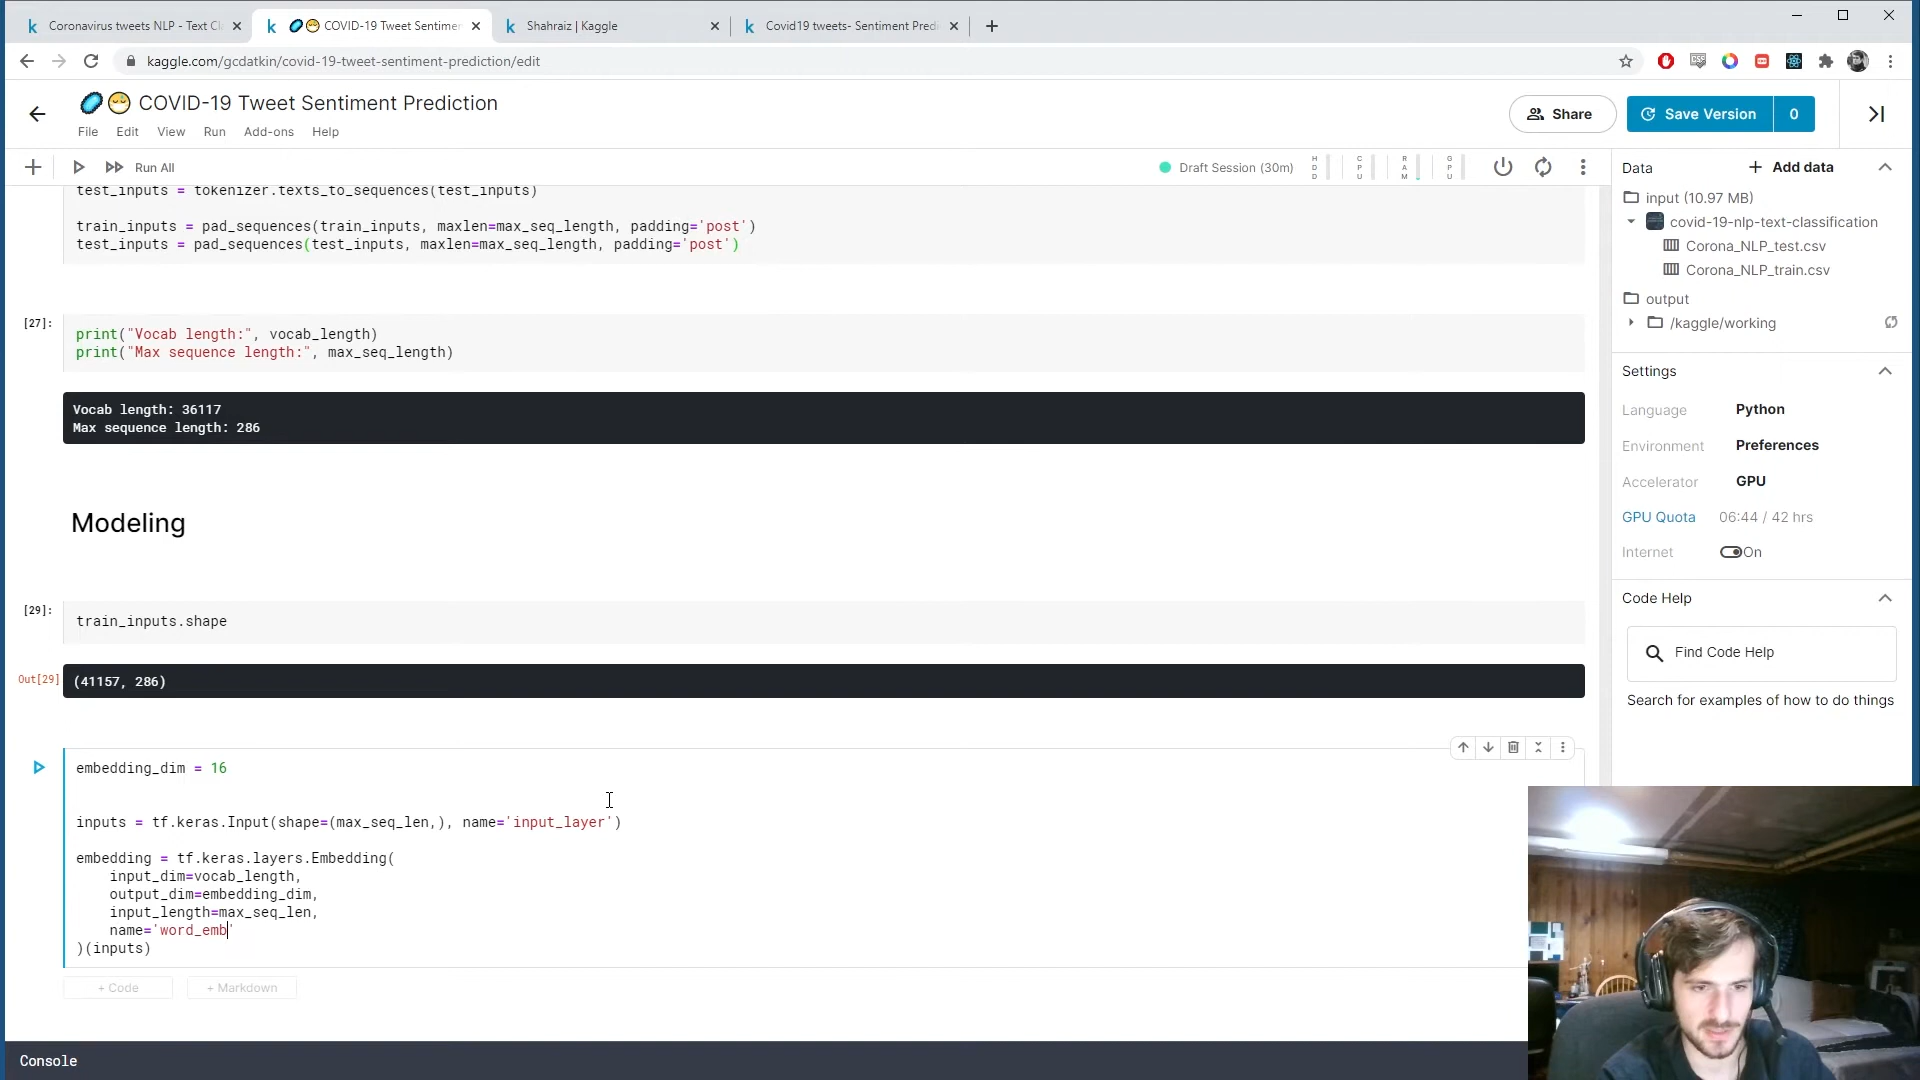 Coronavirus tweets NLP - Text Cl
COVID-19 Tweet Sentimen
Shahraiz | Kaggle
Covid19 tweets- Sentiment Predi
kaggle.com/gcdatkin/covid-19-tweet-sentiment-prediction/edit
COVID-19 Tweet Sentiment Prediction
File Edit View Run Add-ons Help
Share
Save Version 0
Run All
Draft Session (30m)
HDD
CPU
RAM
GPU
test_inputs = tokenizer.texts_to_sequences(test_inputs)
train_inputs = pad_sequences(train_inputs, maxlen=max_seq_length, padding='post')
test_inputs = pad_sequences(test_inputs, maxlen=max_seq_length, padding='post')
[27]:
print("Vocab length:", vocab_length)
print("Max sequence length:", max_seq_length)
Vocab length: 36117
Max sequence length: 286
Modeling
[29]:
train_inputs.shape
Out[29]
(41157, 286)
embedding_dim = 16
inputs = tf.keras.Input(shape=(max_seq_len,), name='input_layer')
embedding = tf.keras.layers.Embedding(
input_dim=vocab_length,
output_dim=embedding_dim,
input_length=max_seq_len,
name='word_emb'
)(inputs)
+ Code
+ Markdown
Console
Data
+ Add data
input (10.97 MB)
covid-19-nlp-text-classification
Corona_NLP_test.csv
Corona_NLP_train.csv
output
/kaggle/working
Settings
Language Python
Environment Preferences
Accelerator GPU
GPU Quota 06:44 / 42 hrs
Internet On
Code Help
Find Code Help
Search for examples of how to do things